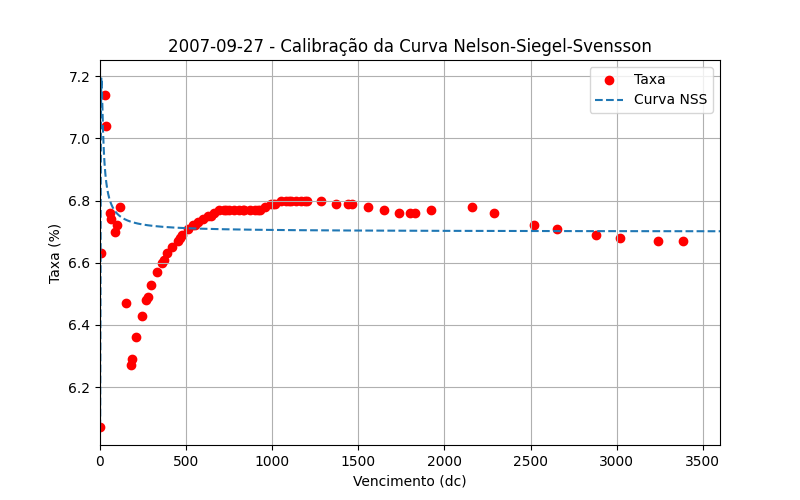 2007-09-27 - Calibração da Curva Nelson-Siegel-Svensson
Taxa
Curva NSS
Taxa (%)
7.2
7.0
6.8
6.6
6.4
6.2
0 500 1000 1500 2000 2500 3000 3500
Vencimento (dc)